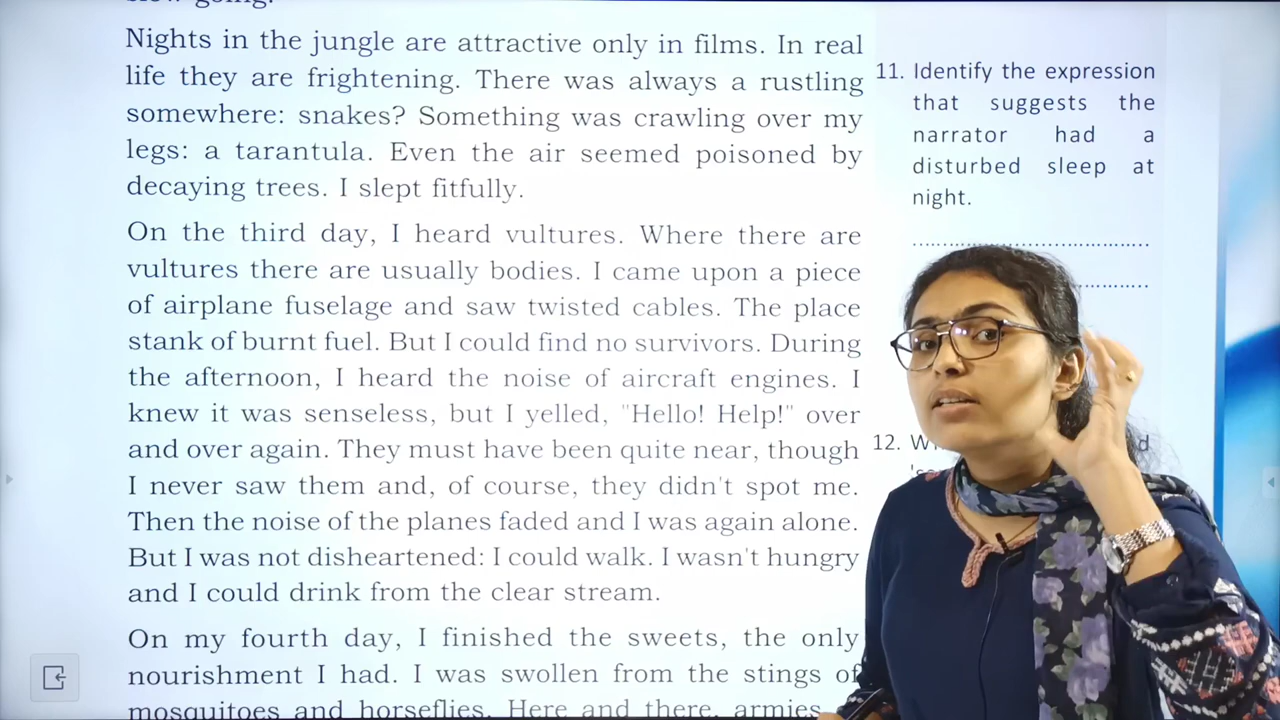 slow going.
Nights in the jungle are attractive only in films. In real
life they are frightening. There was always a rustling
somewhere: snakes? Something was crawling over my
legs: a tarantula. Even the air seemed poisoned by
decaying trees. I slept fitfully.
On the third day, I heard vultures. Where there are
vultures there are usually bodies. I came upon a piece
of airplane fuselage and saw twisted cables. The place
stank of burnt fuel. But I could find no survivors. During
the afternoon, I heard the noise of aircraft engines. I
knew it was senseless, but I yelled, "Hello! Help!" over
and over again. They must have been quite near, though
I never saw them and, of course, they didn't spot me.
Then the noise of the planes faded and I was again alone.
But I was not disheartened: I could walk. I wasn't hungry
and I could drink from the clear stream.
On my fourth day, I finished the sweets, the only
nourishment I had. I was swollen from the stings of
mosquitoes and horseflies. Here and there, armies
11. Identify the expression
that suggests the
narrator had a
disturbed sleep at
night.
12.